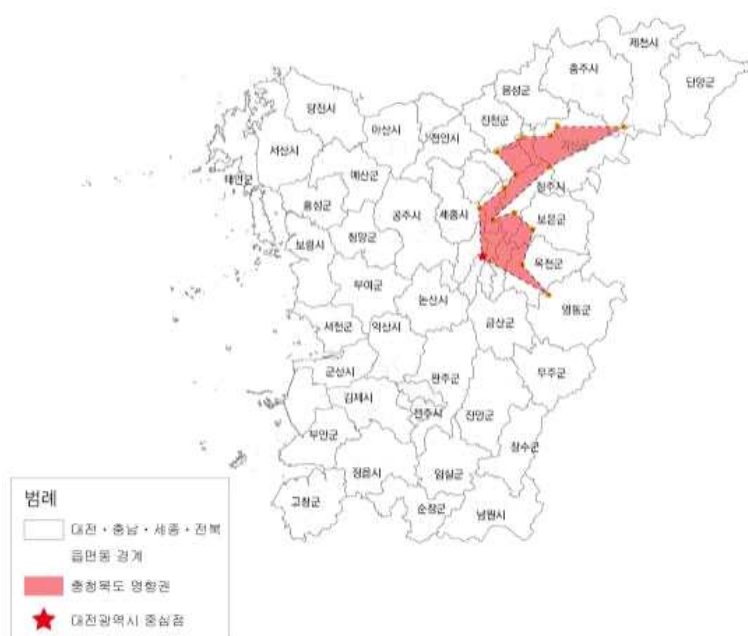 제천시
충주시
단양군
음성군
당진시
진천군
아산시
천안시
서산시
괴산군
예산군
태안군
청주시
홍성군
공주시
세종시
보은군
청양군
보령시
옥천군
부여군
논산시
영동군
금산군
서천군
익산시
군산시
완주군
무주군
김제시
전주시
진안군
부안군
장수군
정읍시
임실군
고창군
순창군
남원시
범례
대전・충남・세종・전북
읍면동 경계
충청북도 영향권
대전광역시 중심점